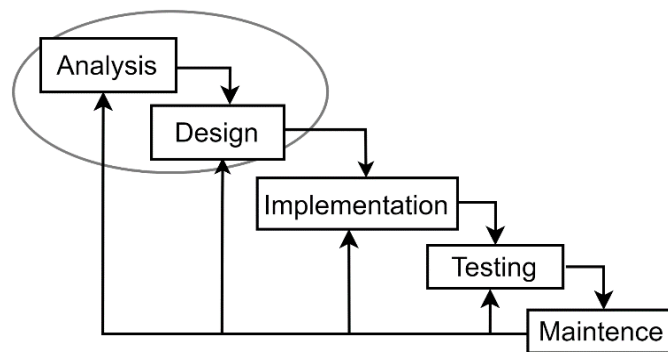 Analysis
Design
Implementation
Testing
Maintence